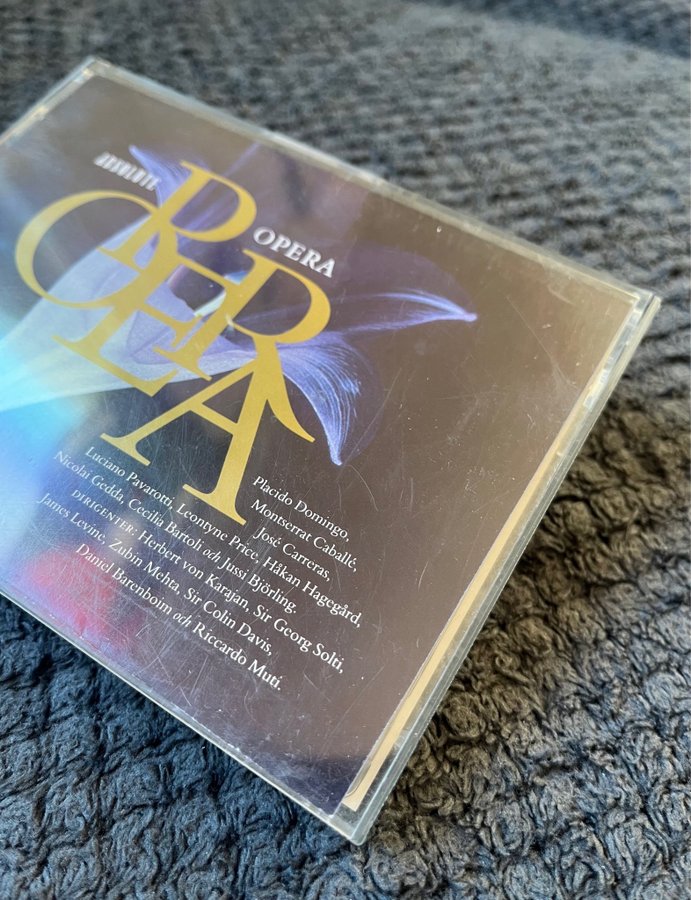 OPERA
OPERA
Placido Domingo,
Montserrat Caballé,
José Carreras,
Luciano Pavarotti, Leontyne Price, Håkan Hagegård,
Nicolai Gedda, Cecilia Bartoli och Jussi Björling,
DIRIGENTER: Herbert von Karajan, Sir Georg Solti,
James Levine, Zubin Mehta, Sir Colin Davis,
Daniel Barenboim och Riccardo Muti.